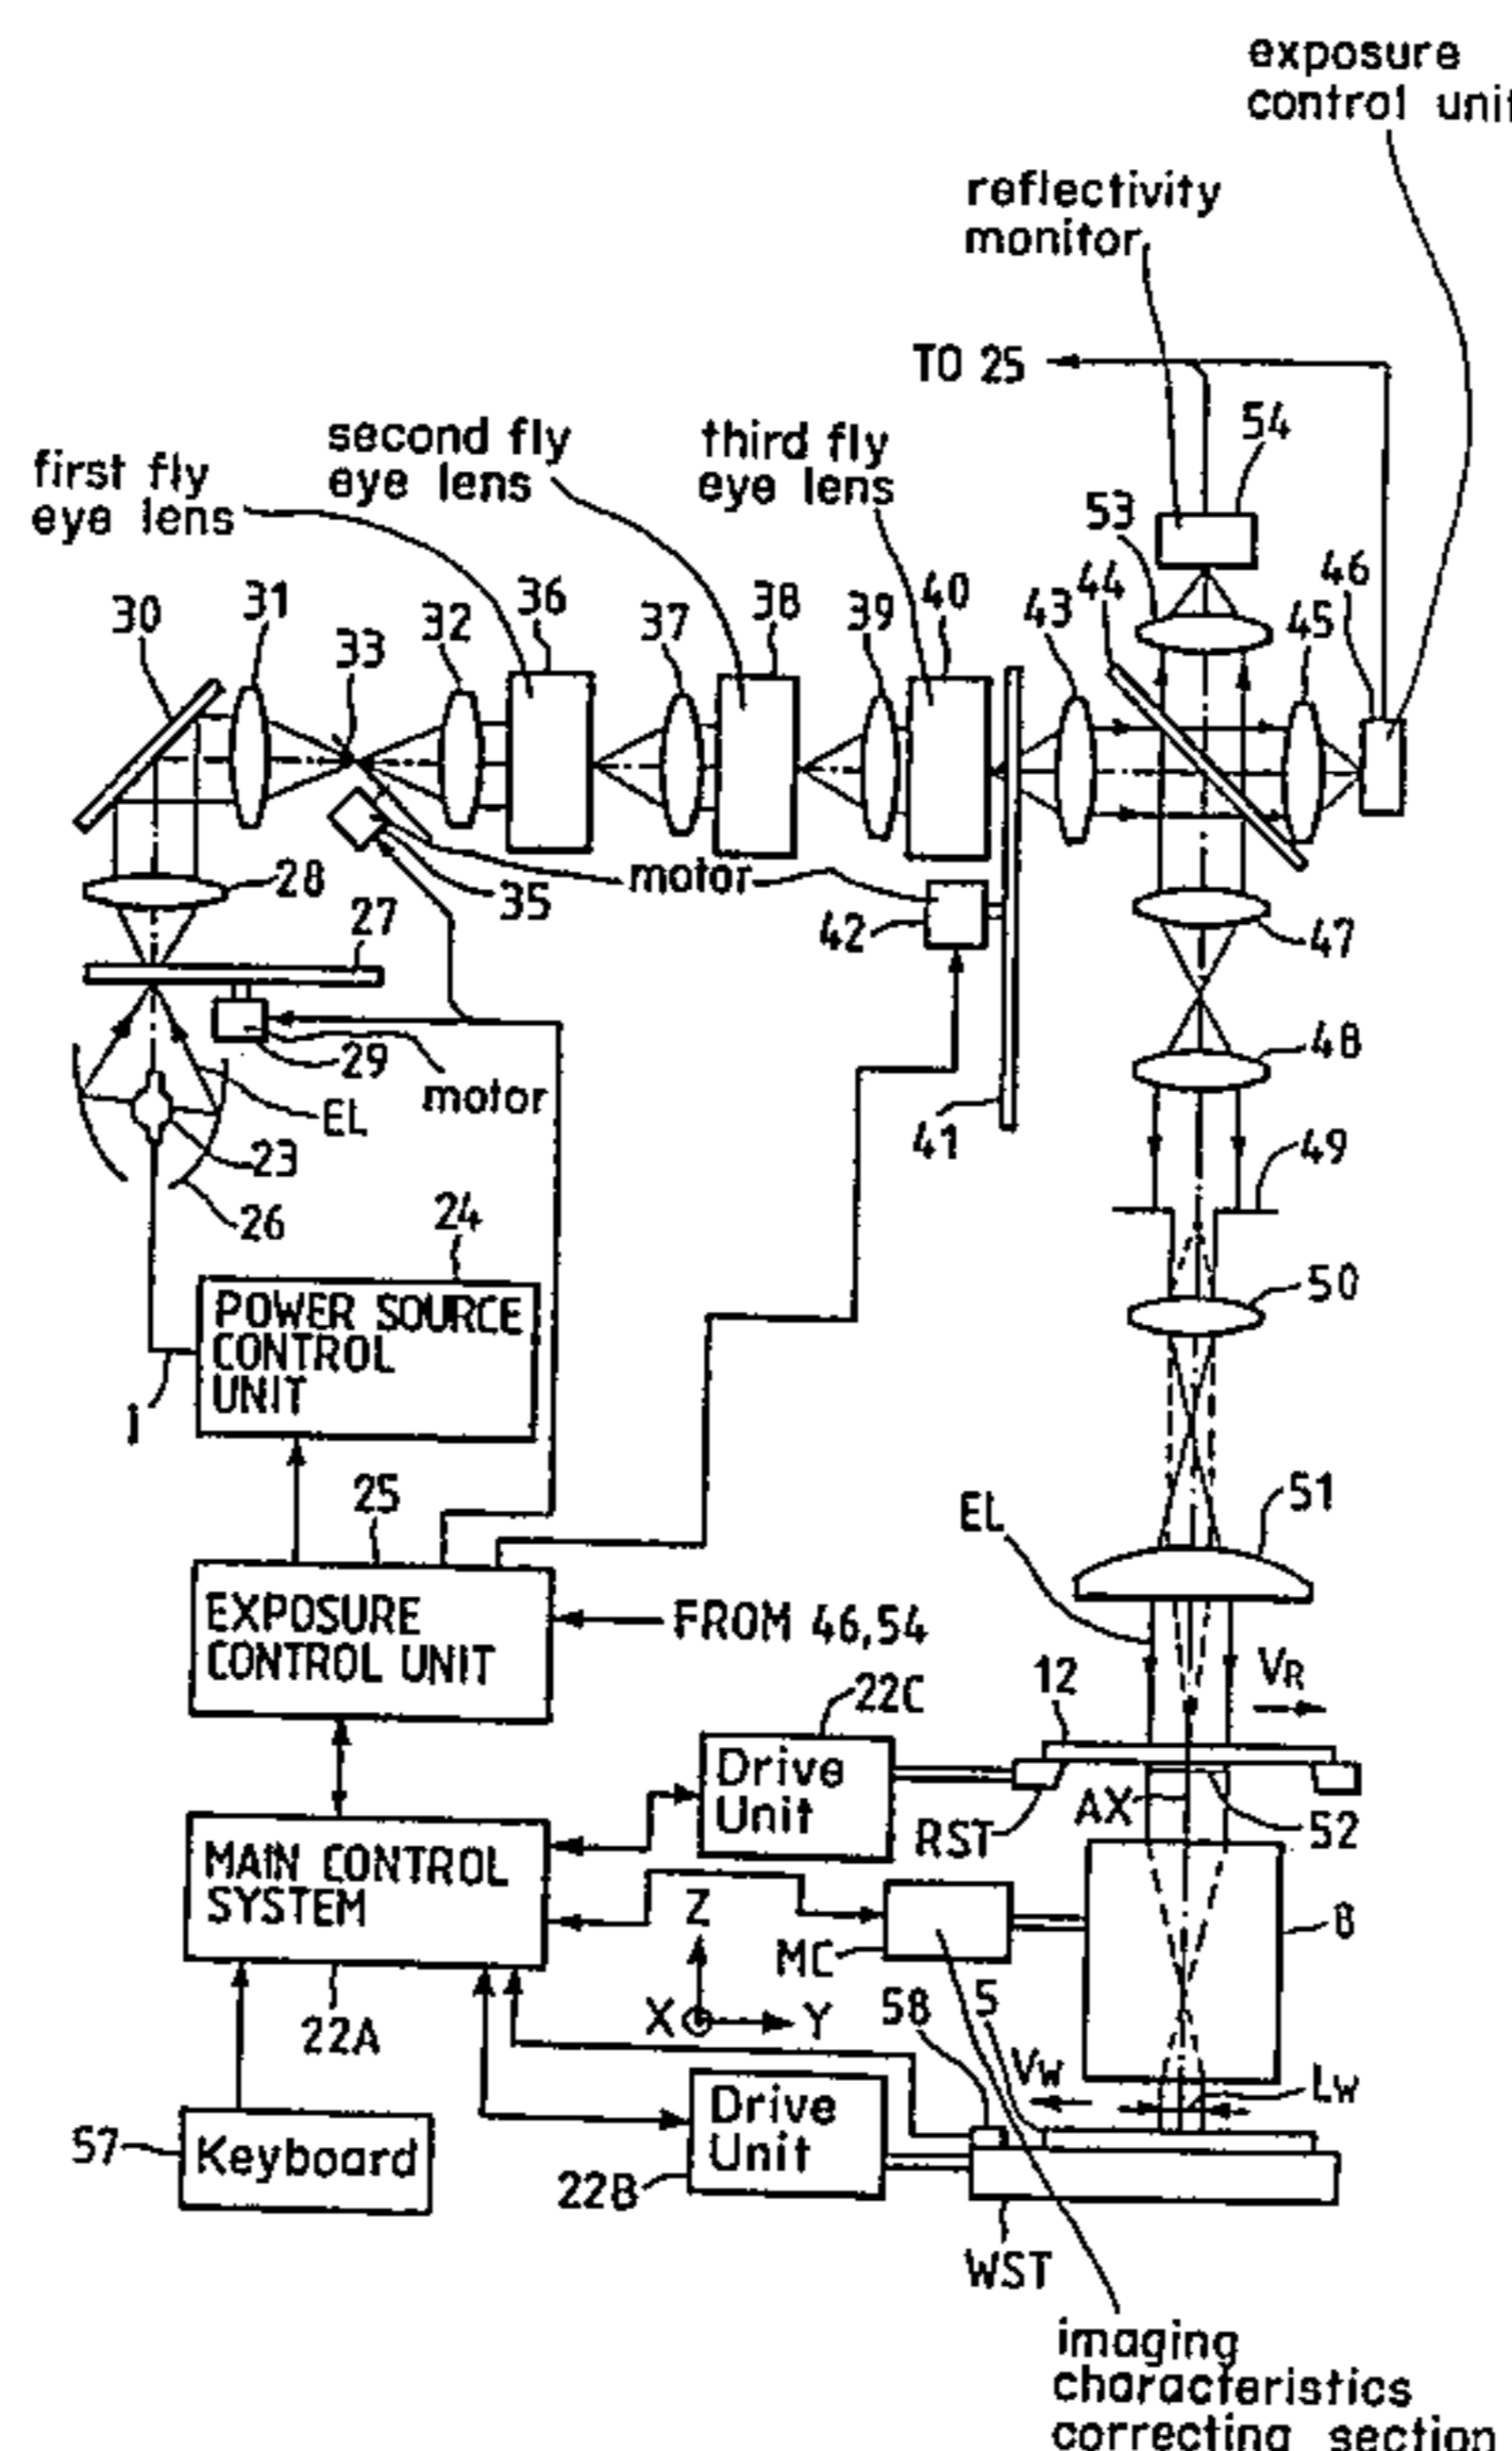 exposure
control unit
reflectivity
monitor
TO 25
54
second fly
eye lens
third fly
eye lens
first fly
eye lens
53
46
30
31
33
32
36
37
38
39
40
43
44
45
28
35
motor
42
47
27
29
motor
48
EL
41
23
49
26
24
POWER SOURCE
CONTROL
UNIT
50
I
25
EL
51
EXPOSURE
CONTROL UNIT
FROM 46,54
12
VR
22C
Drive
Unit
AX
RST
52
MAIN CONTROL
SYSTEM
Z
MC
8
X
Y
58
5
22A
VW
LW
Drive
Unit
57
Keyboard
22B
WST
imaging
characteristics
correcting section